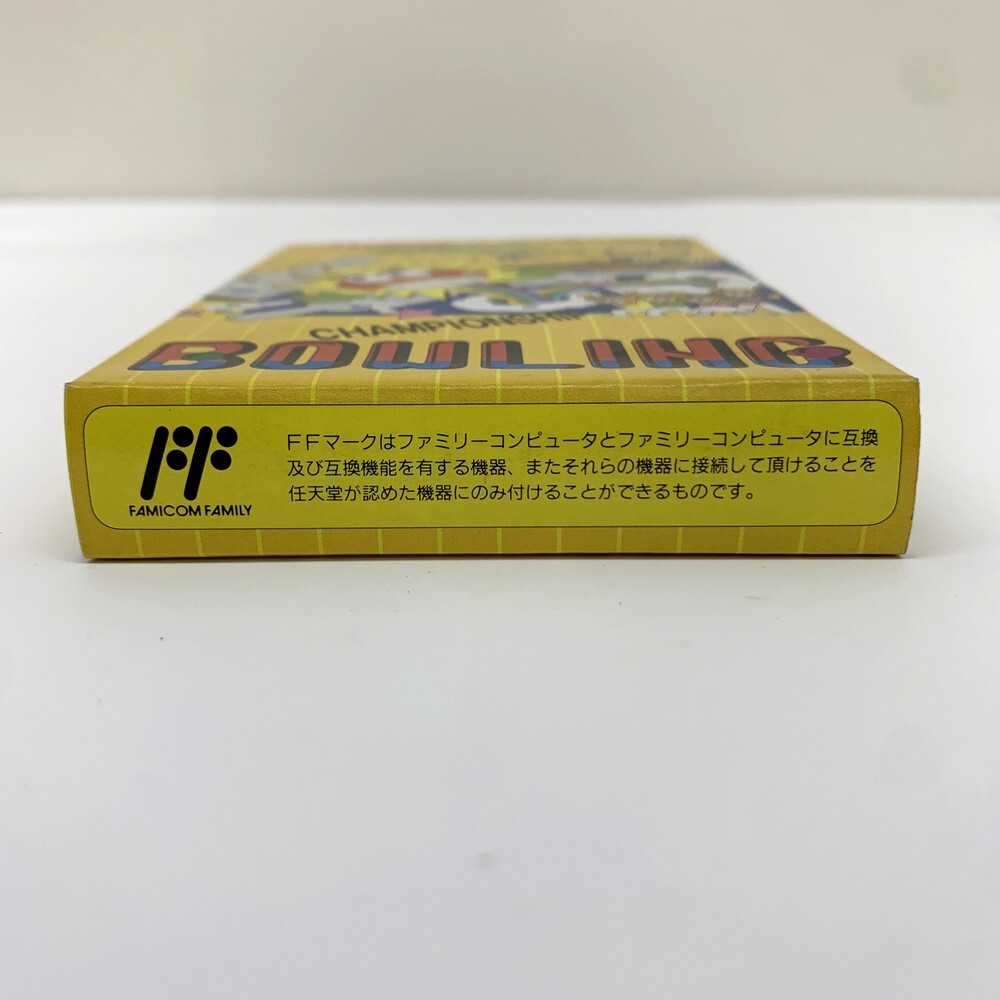 CHAMPIONSHIP
BOWLING
FFマークはファミリーコンピュータとファミリーコンピュータに互換
及び互換機能を有する機器、またそれらの機器に接続して頂けることを
任天堂が認めた機器にのみ付けることができるものです。
FAMICOM FAMILY